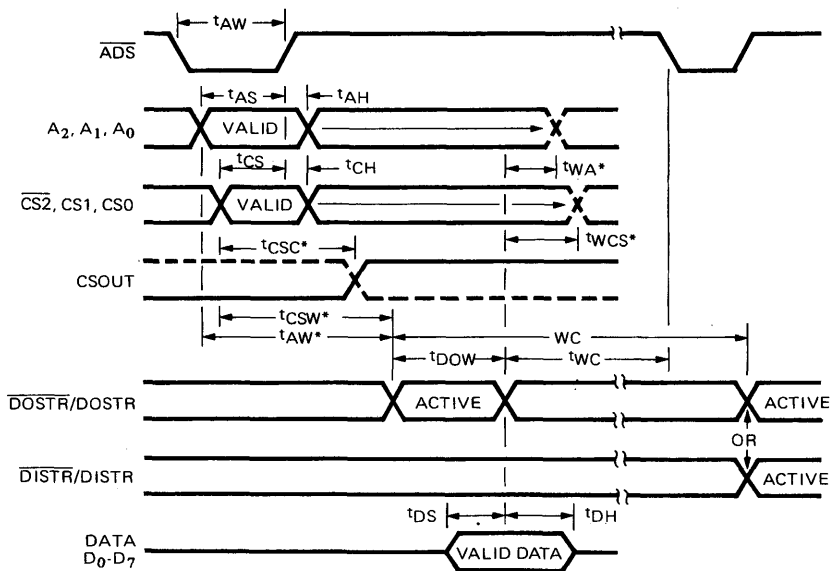 tAW
ADS
tAS tAH
A2, A1, A0 VALID
tCS tCH tWA*
CS2, CS1, CS0 VALID
tCSC* tWCS*
CSOUT
tCSW*
tAW* WC
tDOW tWC
DOSTR/DOSTR ACTIVE ACTIVE
OR
DISTR/DISTR ACTIVE
tDS tDH
DATA
D0-D7 VALID DATA